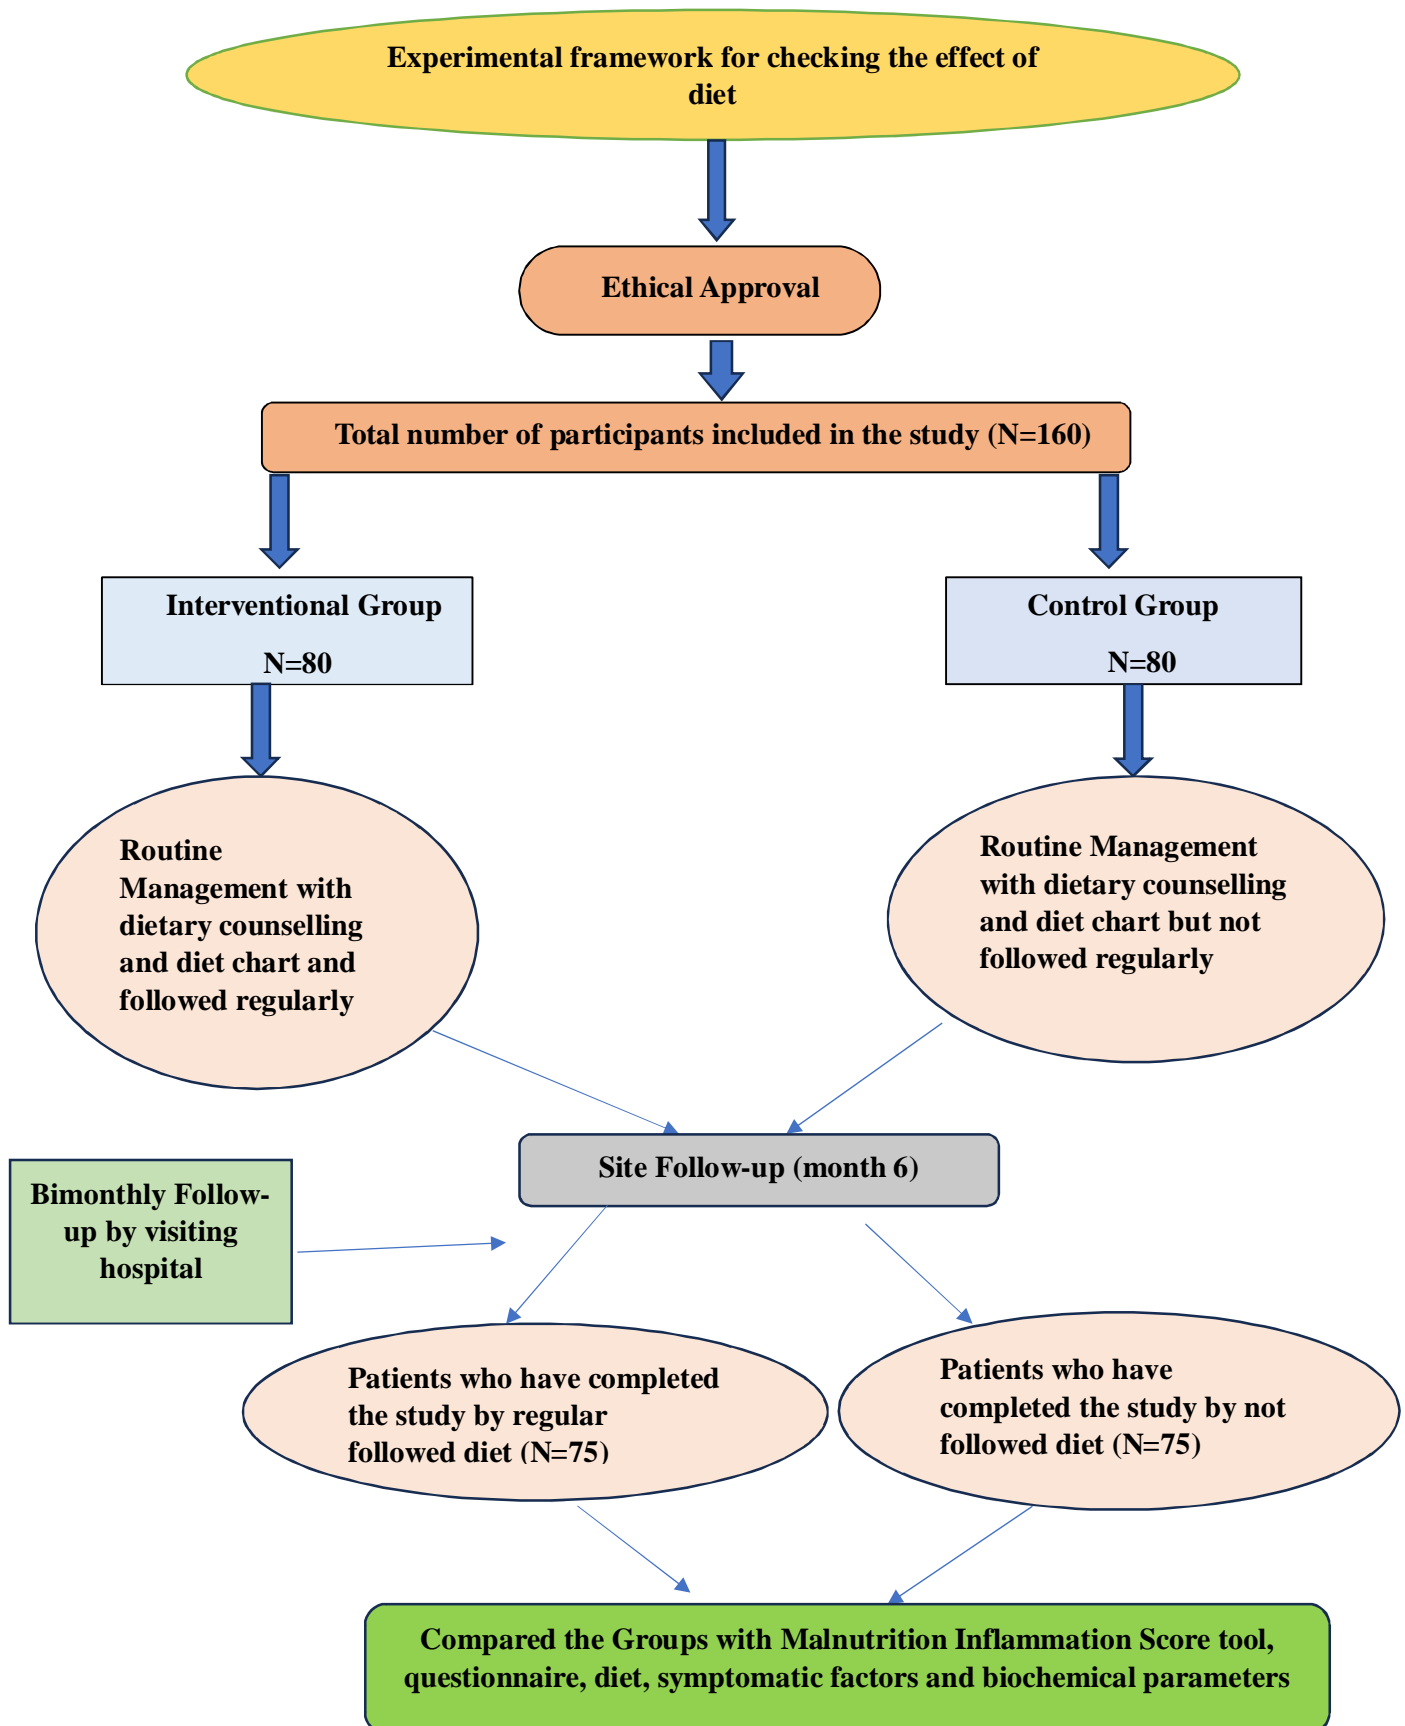 Experimental framework for checking the effect of
diet
Ethical Approval
Total number of participants included in the study (N=160)
Interventional Group
N=80
Control Group
N=80
Routine
Management with
dietary counselling
and diet chart and
followed regularly
Routine Management
with dietary counselling
and diet chart but not
followed regularly
Site Follow-up (month 6)
Bimonthly Follow-
up by visiting
hospital
Patients who have completed
the study by regular
followed diet (N=75)
Patients who have
completed the study by not
followed diet (N=75)
Compared the Groups with Malnutrition Inflammation Score tool,
questionnaire, diet, symptomatic factors and biochemical parameters